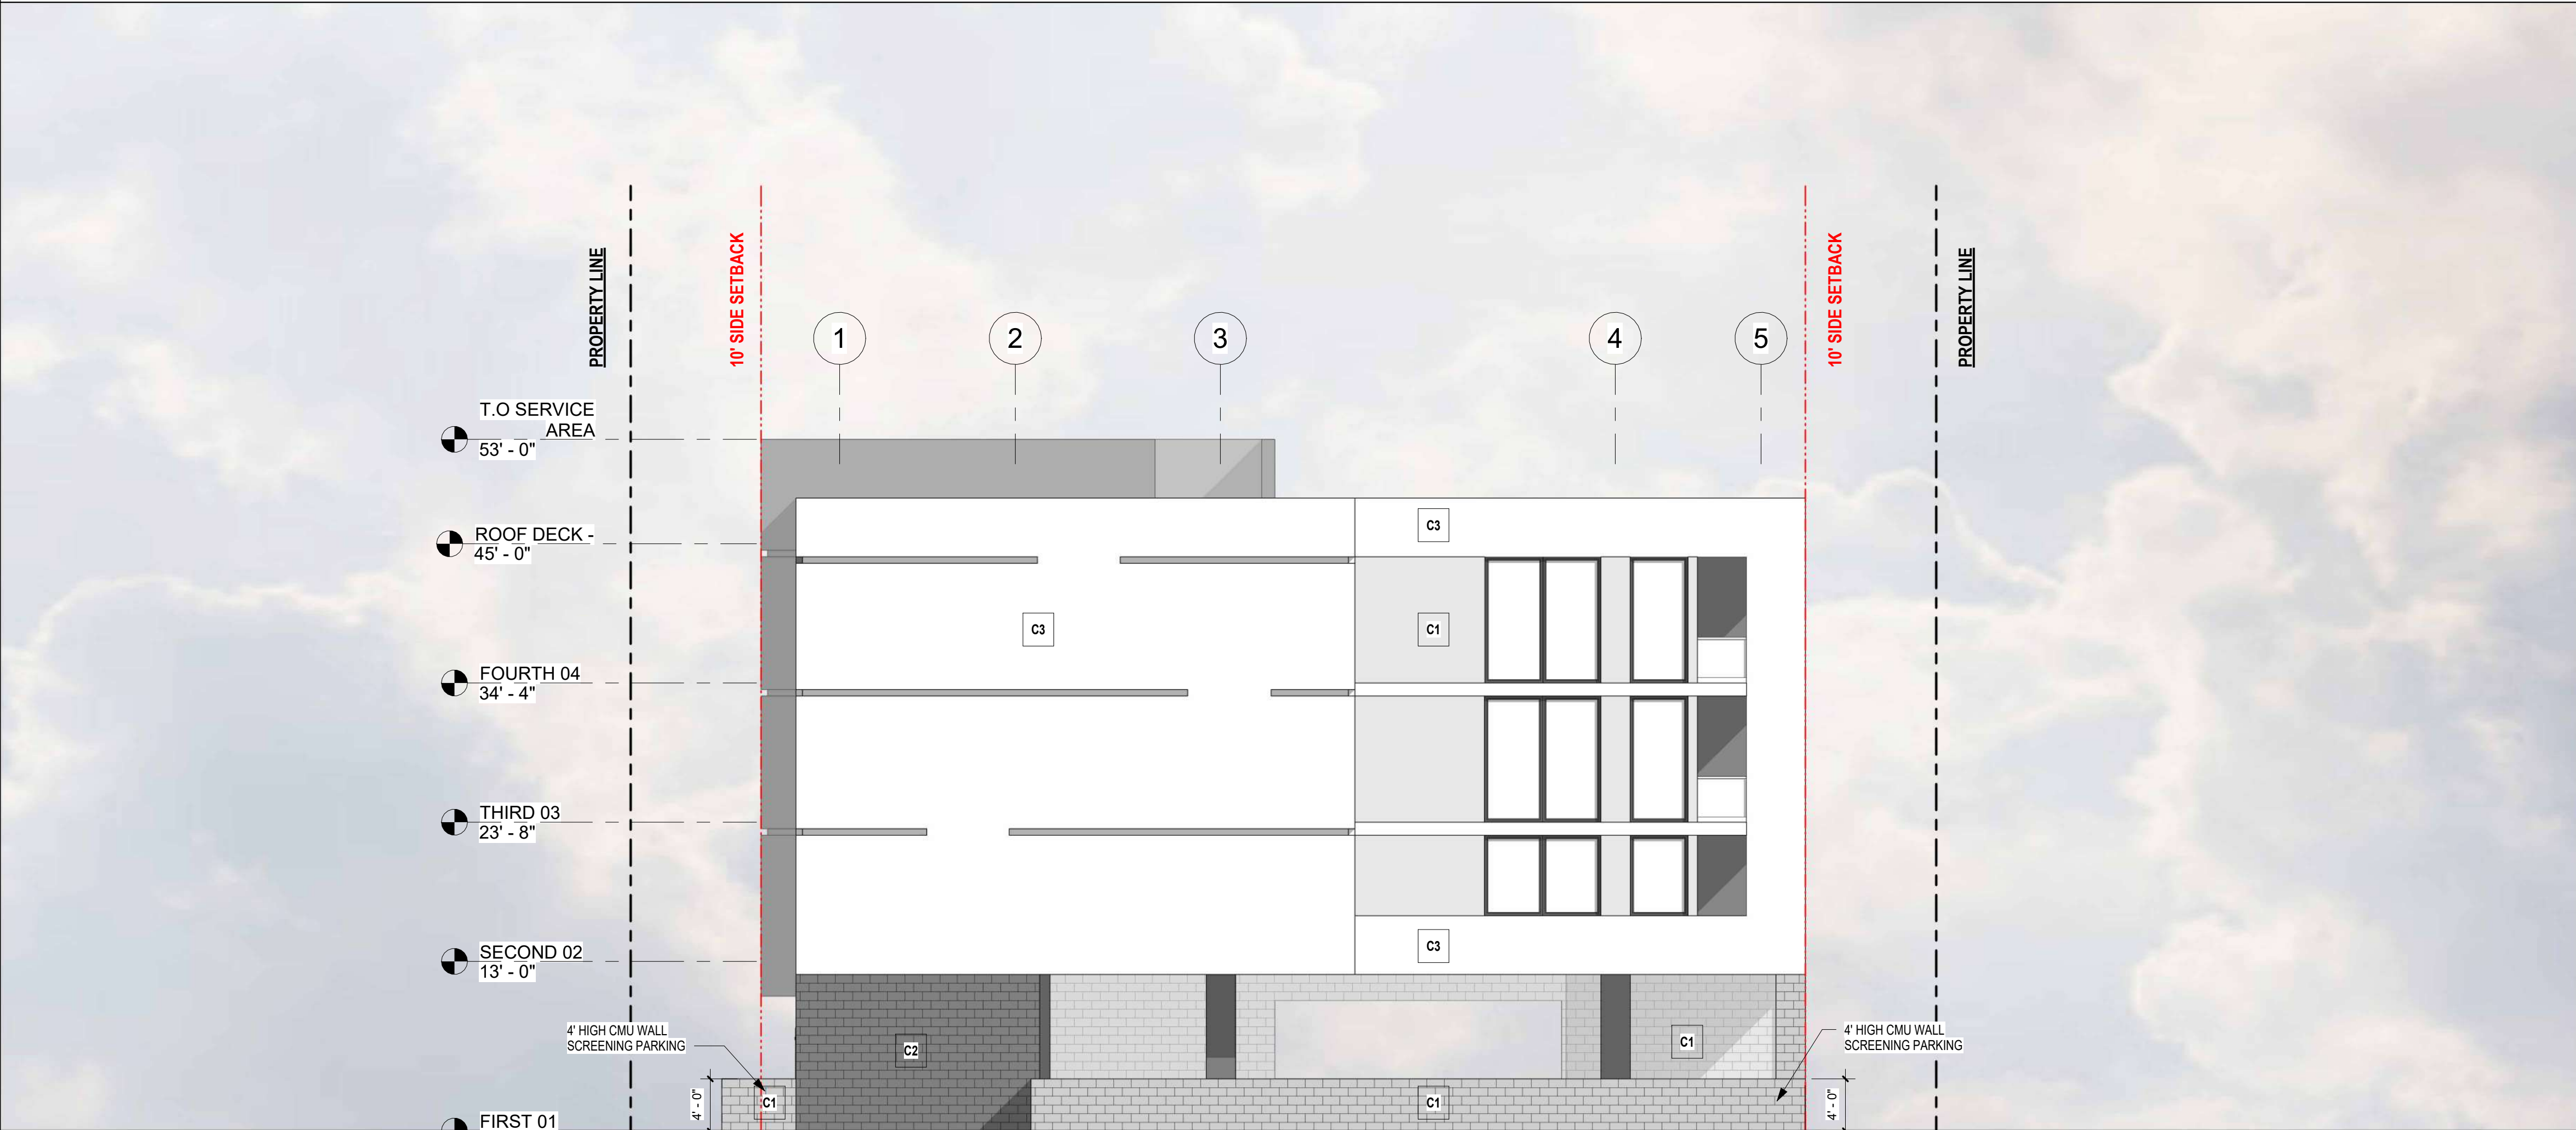 PROPERTY LINE
10' SIDE SETBACK
10' SIDE SETBACK
PROPERTY LINE
1
2
3
4
5
T.O SERVICE
AREA
53' - 0"
ROOF DECK -
45' - 0"
FOURTH 04
34' - 4"
THIRD 03
23' - 8"
SECOND 02
13' - 0"
FIRST 01
C3
C3
C1
C3
C2
C1
C1
C1
4' HIGH CMU WALL
SCREENING PARKING
4' HIGH CMU WALL
SCREENING PARKING
4' - 0"
4' - 0"